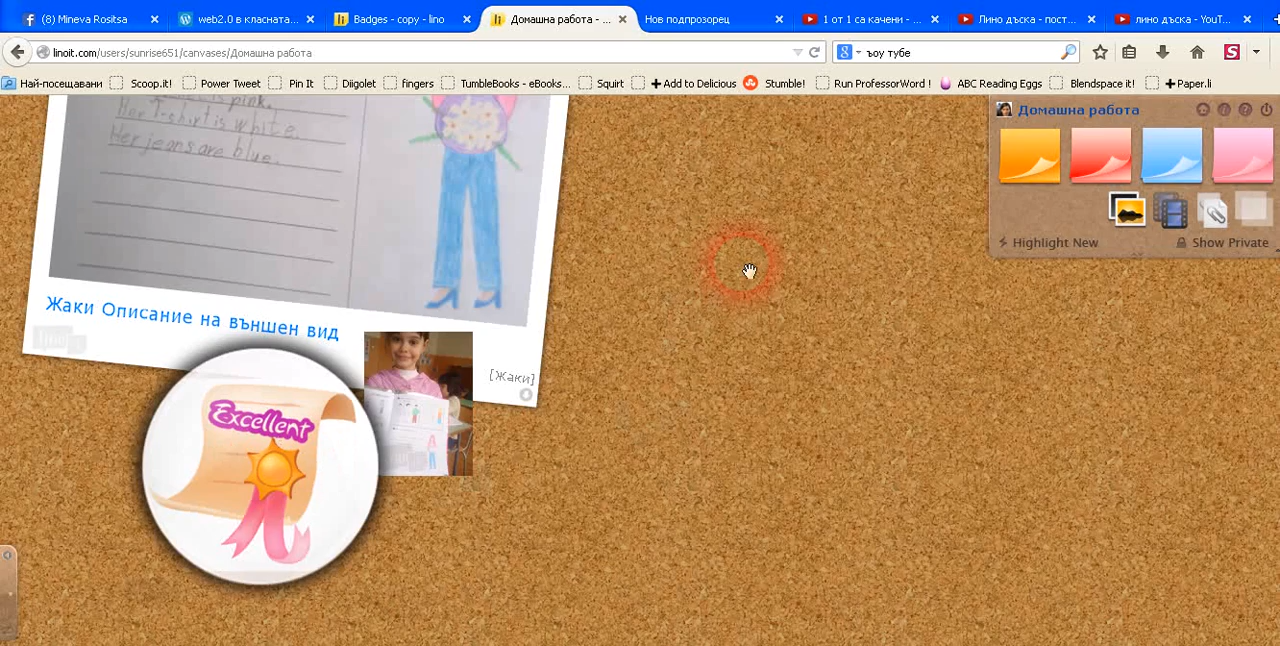 (8) Mineva Rositsa
web2.0 в класната...
Badges - copy - lino
Домашна работа - ...
Нов подпрозорец
1 от 1 са качени - ...
Лино дъска - пост...
лино дъска - YouT...
linoit.com/users/sunrise651/canvases/Домашна работа
ъоу тубе
Най-посещавани
Scoop.it!
Power Tweet
Pin It
Diigolet
fingers
TumbleBooks - eBooks...
Squirt
+Add to Delicious
Stumble!
Run ProfessorWord !
ABC Reading Eggs
Blendspace it!
+Paper.li
Домашна работа
Highlight New
Show Private
is pink.
Her T-shirt is white.
Her jeans are blue.
Жаки Описание на външен вид
[Жаки]
Excellent